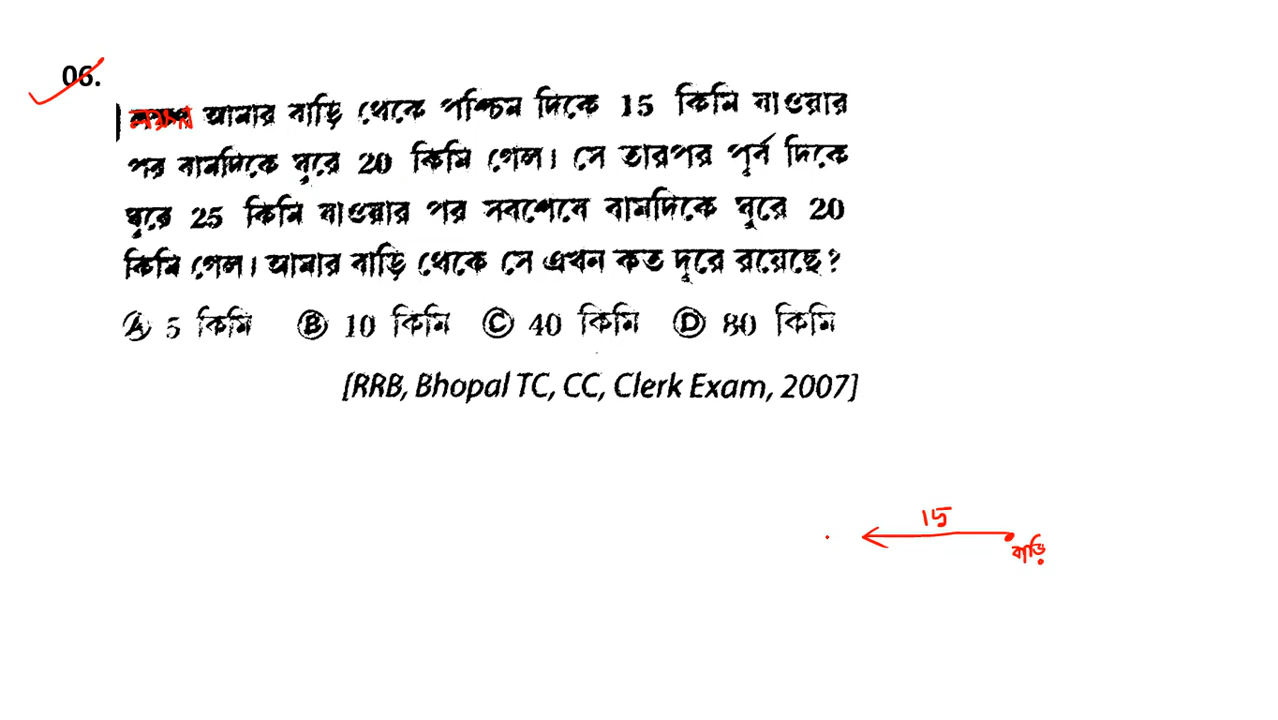 06.
আমার বাড়ি থেকে পশ্চিম দিকে 15 কিমি যাওয়ার
পর বামদিকে ঘুরে 20 কিমি গেল। সে তারপর পূর্ব দিকে
ঘুরে 25 কিমি যাওয়ার পর সবশেষে বামদিকে ঘুরে 20
কিমি গেল। আমার বাড়ি থেকে সে এখন কত দূরে রয়েছে?
Ⓐ 5 কিমি Ⓑ 10 কিমি Ⓒ 40 কিমি Ⓓ 80 কিমি
[RRB, Bhopal TC, CC, Clerk Exam, 2007]
15
বাড়ি